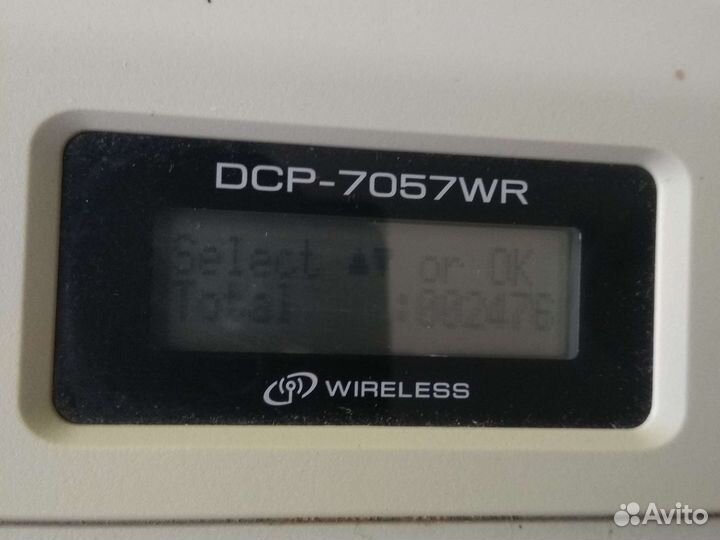 DCP-7057WR
Select ▲▼ or OK
Total :002476
WIRELESS
Avito